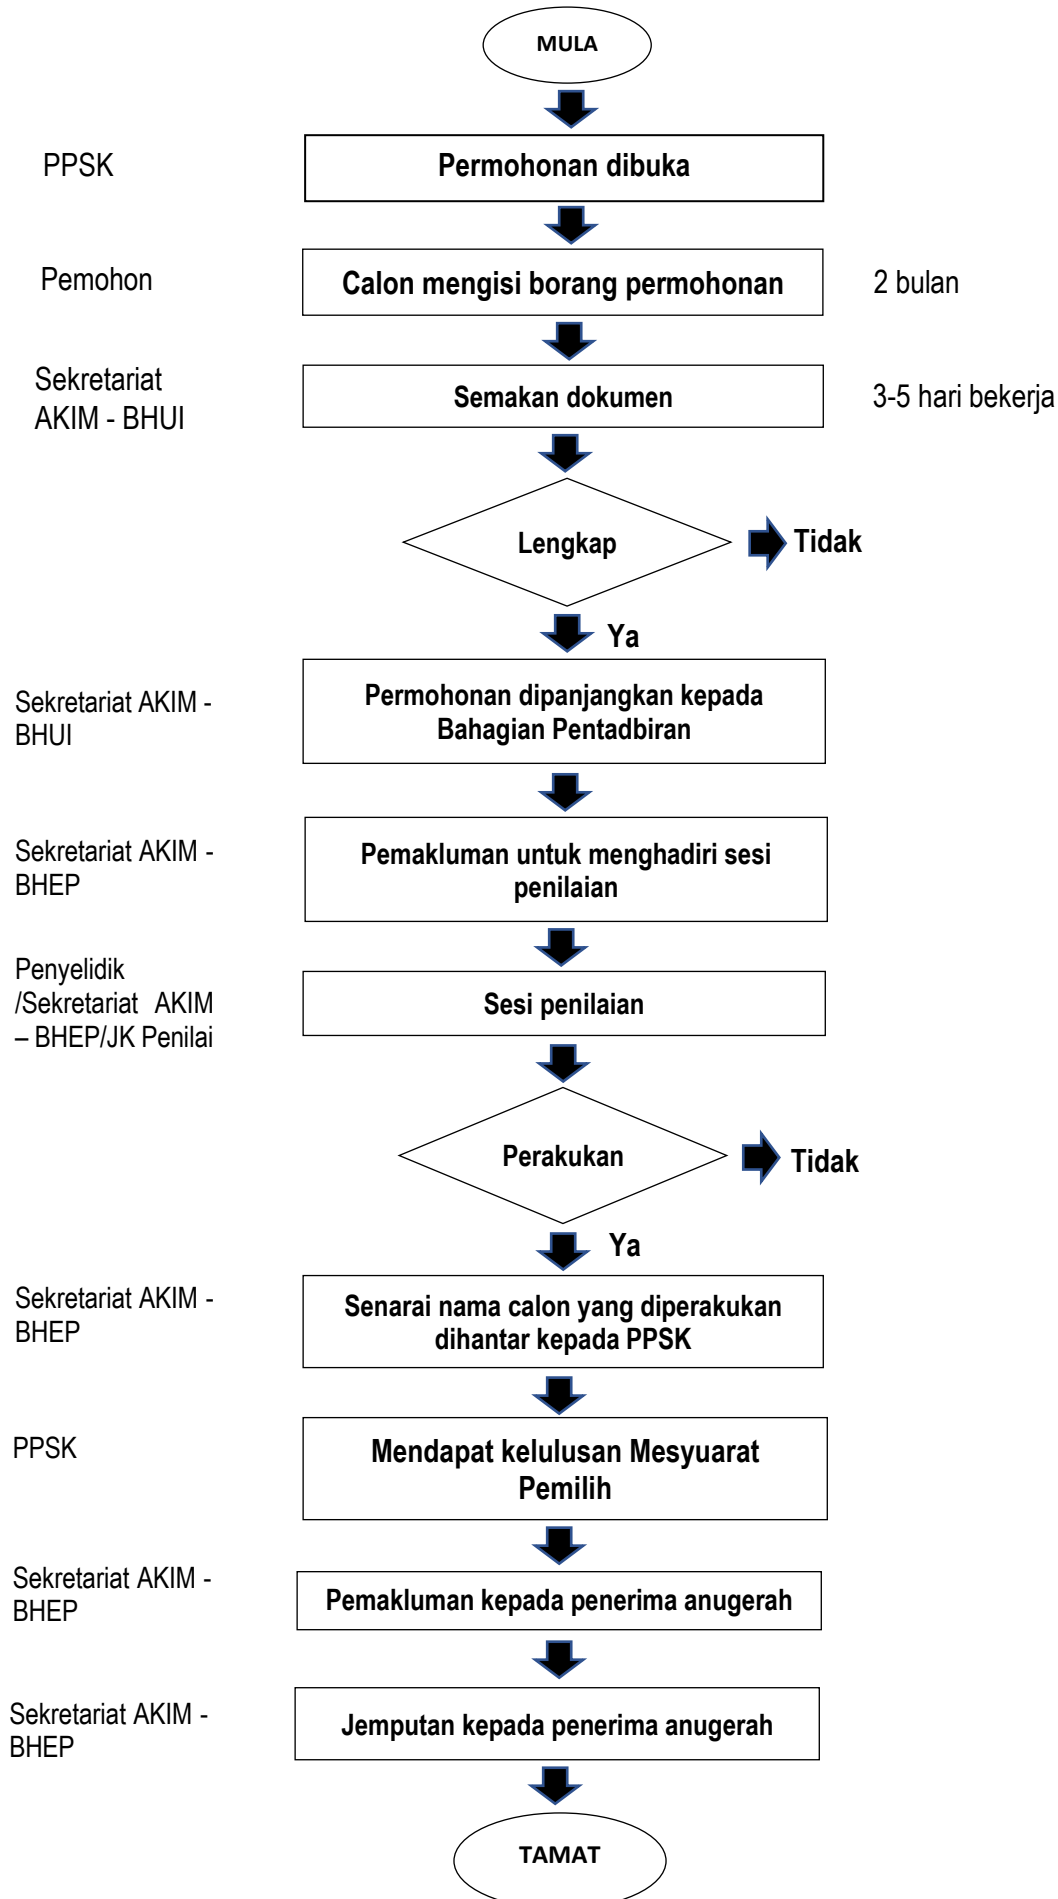 MULA
PPSK
Permohonan dibuka
Pemohon
Calon mengisi borang permohonan
2 bulan
Sekretariat
AKIM - BHUI
Semakan dokumen
3-5 hari bekerja
Lengkap
Tidak
Ya
Sekretariat AKIM -
BHUI
Permohonan dipanjangkan kepada
Bahagian Pentadbiran
Sekretariat AKIM -
BHEP
Pemakluman untuk menghadiri sesi
penilaian
Penyelidik
/Sekretariat AKIM
– BHEP/JK Penilai
Sesi penilaian
Perakukan
Tidak
Ya
Sekretariat AKIM -
BHEP
Senarai nama calon yang diperakukan
dihantar kepada PPSK
PPSK
Mendapat kelulusan Mesyuarat
Pemilih
Sekretariat AKIM -
BHEP
Pemakluman kepada penerima anugerah
Sekretariat AKIM -
BHEP
Jemputan kepada penerima anugerah
TAMAT